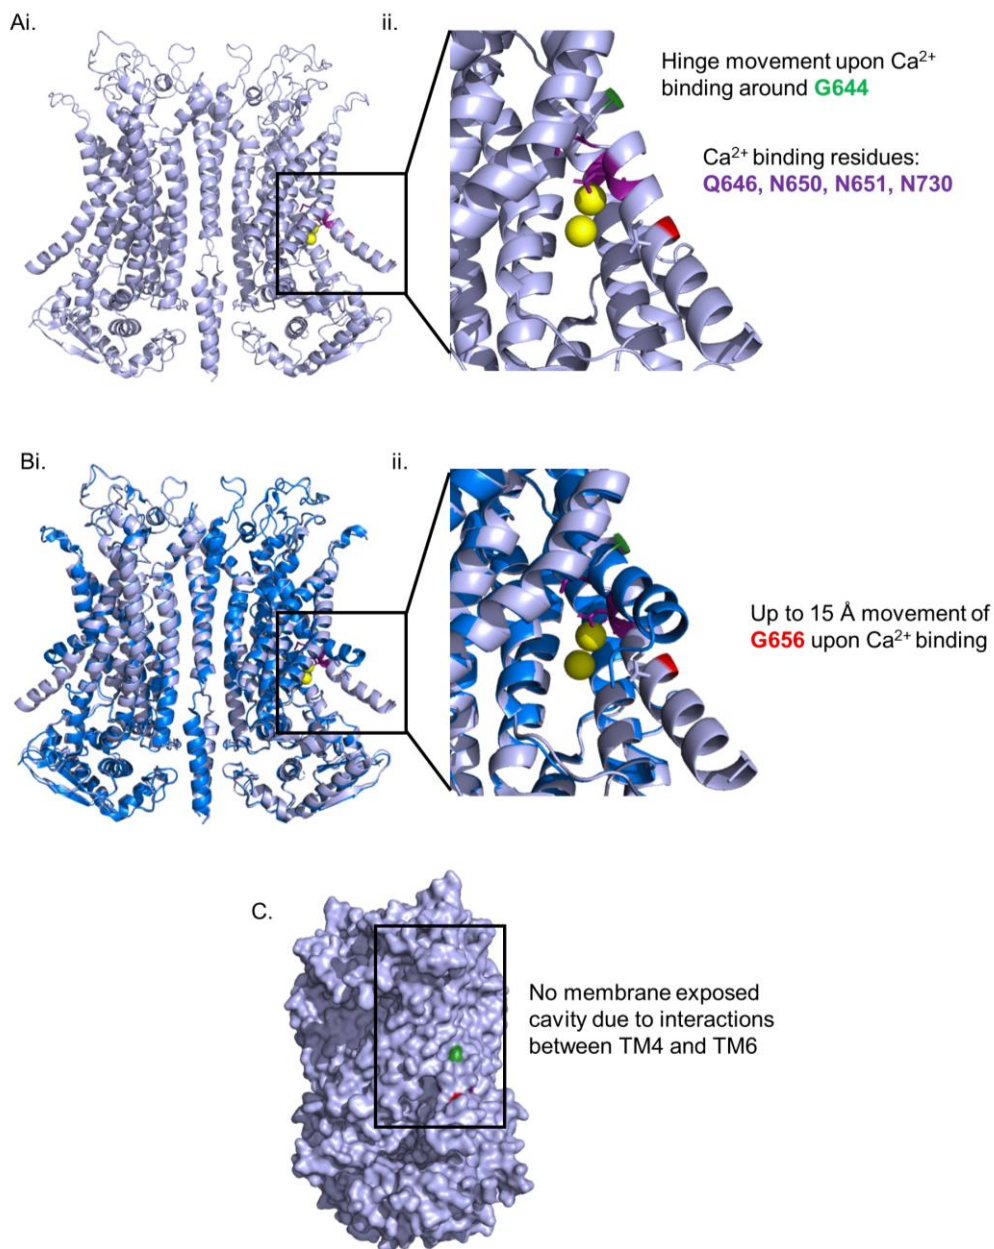 Ai.
ii.
Hinge movement upon Ca²⁺
binding around G644
Ca²⁺ binding residues:
Q646, N650, N651, N730
Bi.
ii.
Up to 15 Å movement of
G656 upon Ca²⁺ binding
C.
No membrane exposed
cavity due to interactions
between TM4 and TM6